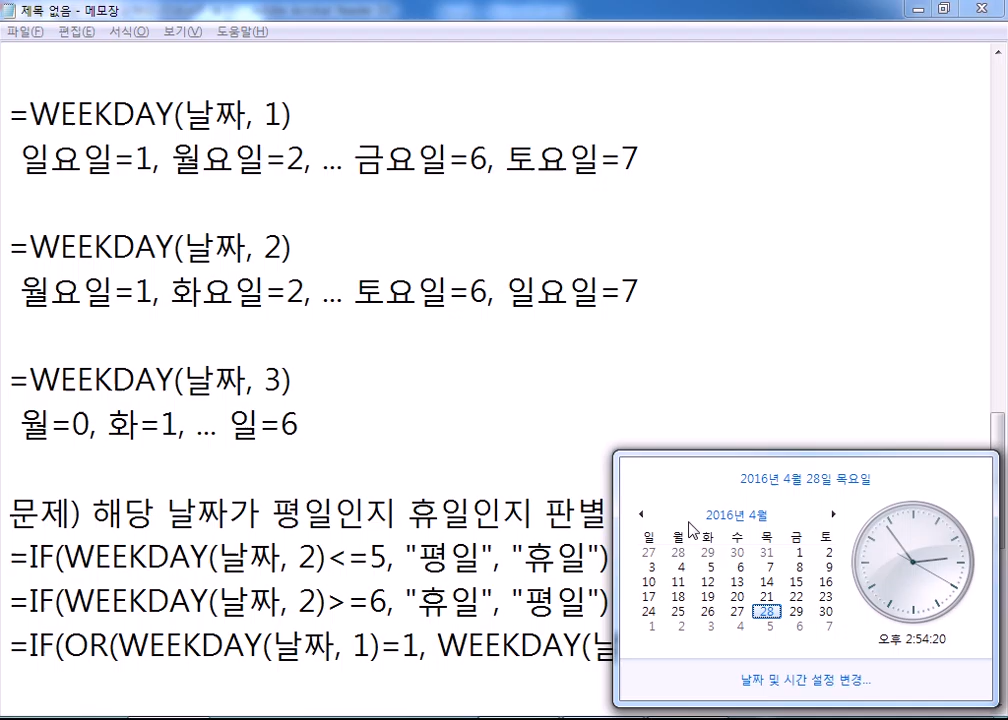 제목 없음 - 메모장
파일(F) 편집(E) 서식(O) 보기(V) 도움말(H)
=WEEKDAY(날짜, 1)
일요일=1, 월요일=2, ... 금요일=6, 토요일=7
=WEEKDAY(날짜, 2)
월요일=1, 화요일=2, ... 토요일=6, 일요일=7
=WEEKDAY(날짜, 3)
월=0, 화=1, ... 일=6
문제) 해당 날짜가 평일인지 휴일인지 판별
=IF(WEEKDAY(날짜, 2)<=5, "평일", "휴일")
=IF(WEEKDAY(날짜, 2)>=6, "휴일", "평일")
=IF(OR(WEEKDAY(날짜, 1)=1, WEEKDAY(날
2016년 4월 28일 목요일
2016년 4월
일 월 화 수 목 금 토
27 28 29 30 31 1 2
3 4 5 6 7 8 9
10 11 12 13 14 15 16
17 18 19 20 21 22 23
24 25 26 27 28 29 30
1 2 3 4 5 6 7
오후 2:54:20
날짜 및 시간 설정 변경...